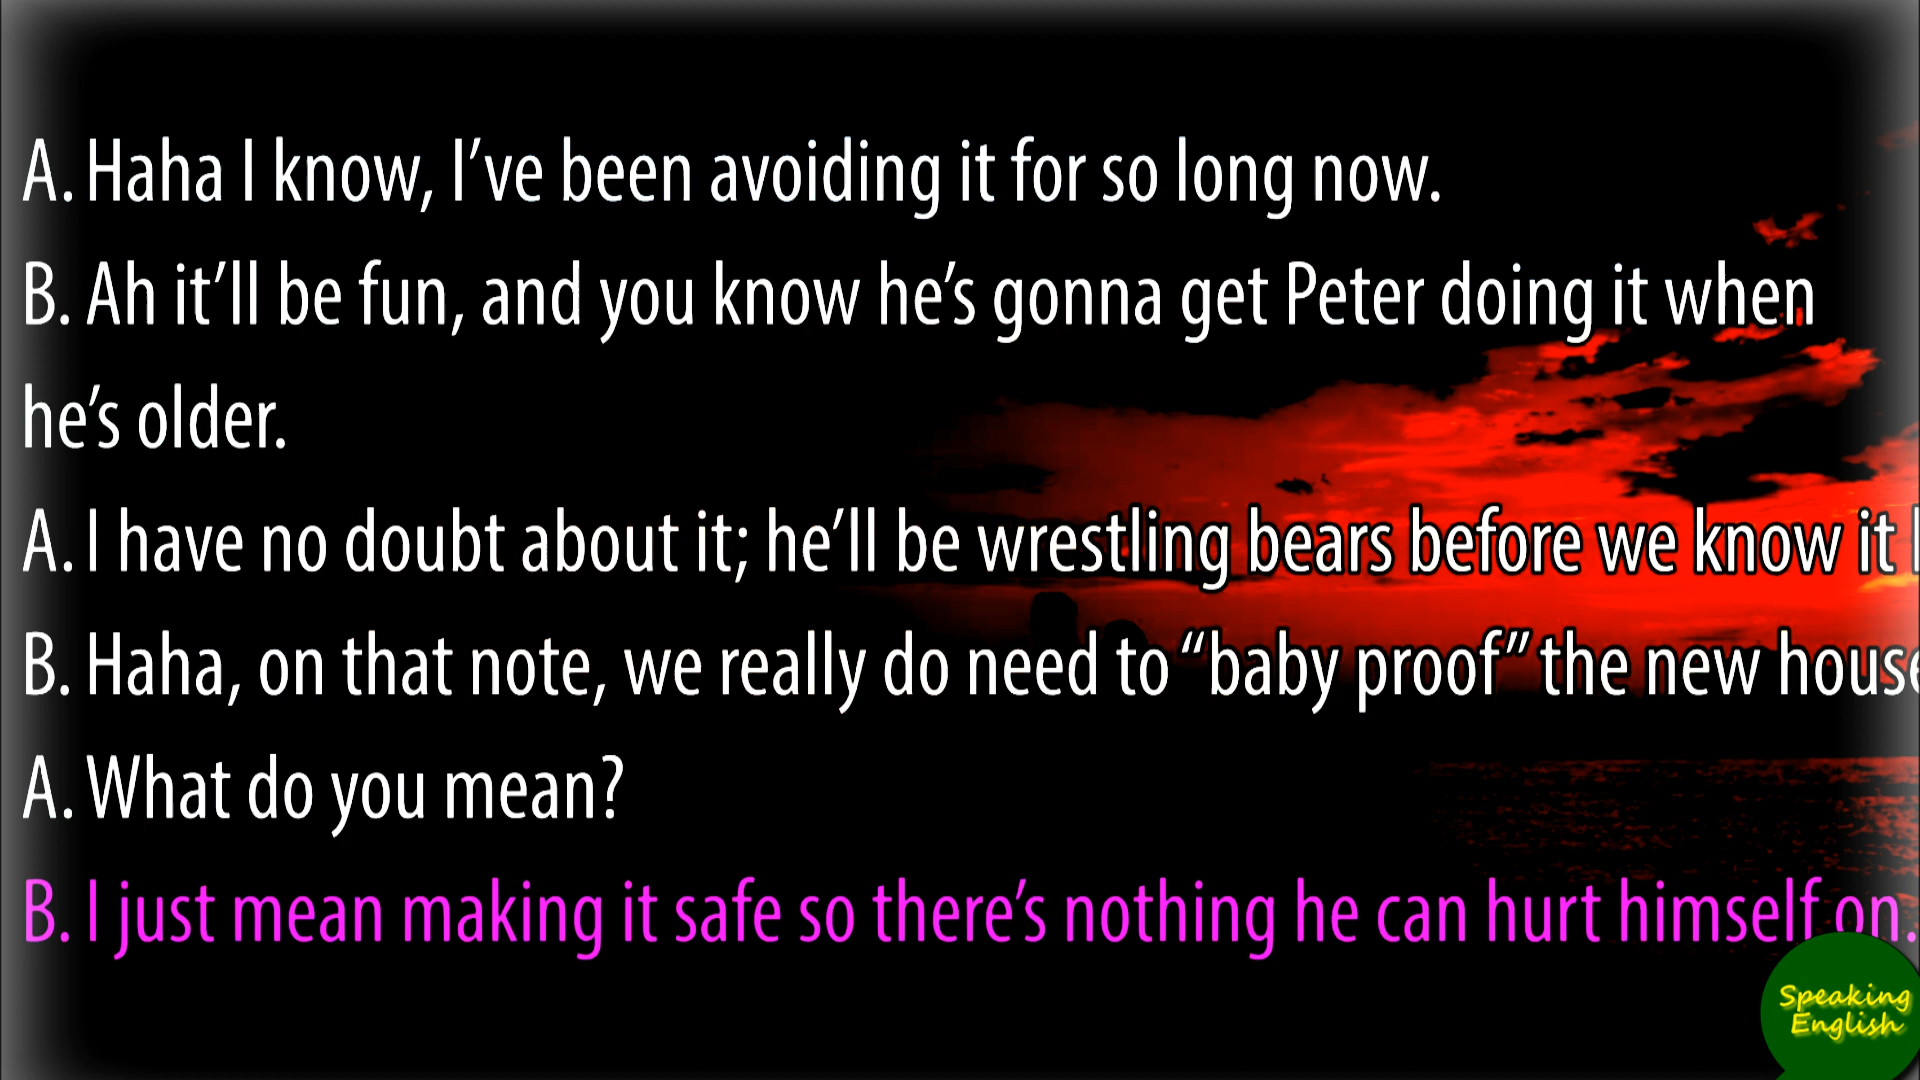 A. Haha I know, I’ve been avoiding it for so long now.
B. Ah it’ll be fun, and you know he’s gonna get Peter doing it when
he’s older.
A. I have no doubt about it; he’ll be wrestling bears before we know it
B. Haha, on that note, we really do need to “baby proof” the new house
A. What do you mean?
B. I just mean making it safe so there’s nothing he can hurt himself on.
Speaking
English